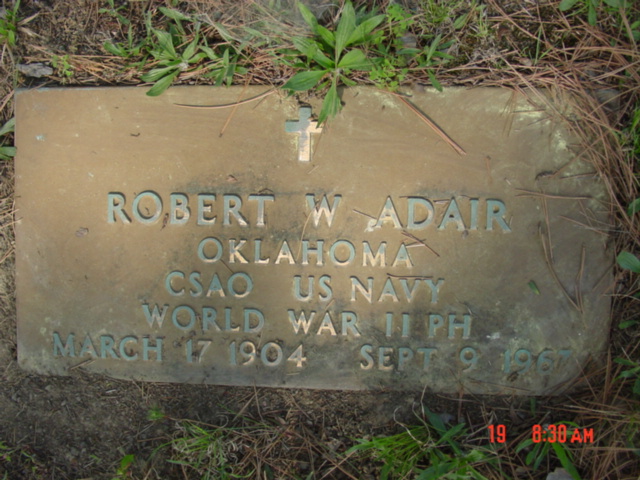 ROBERT W ADAIR
OKLAHOMA
CSAO US NAVY
WORLD WAR II PH
MARCH 17 1904 SEPT 9 1967
19 8:30 AM